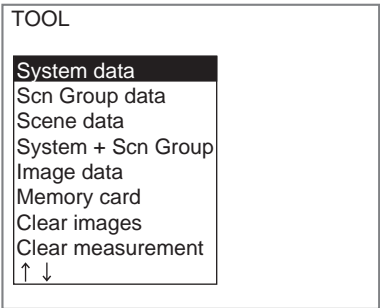 TOOL
System data
Scn Group data
Scene data
System + Scn Group
Image data
Memory card
Clear images
Clear measurement
↑ ↓